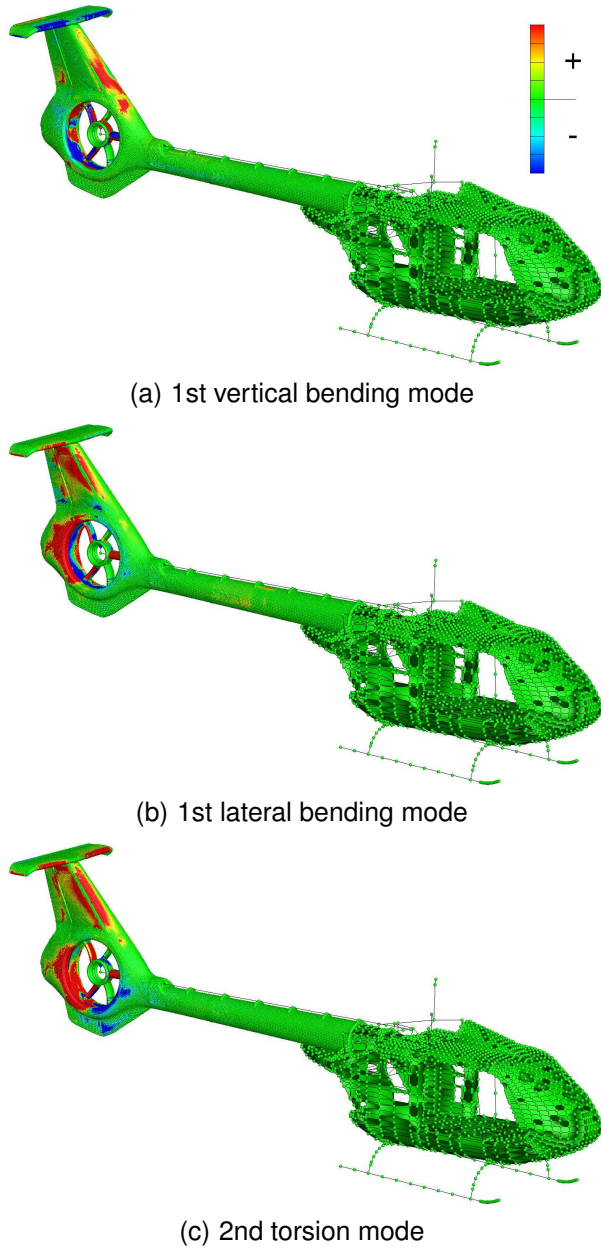 +
-
(a) 1st vertical bending mode
(b) 1st lateral bending mode
(c) 2nd torsion mode